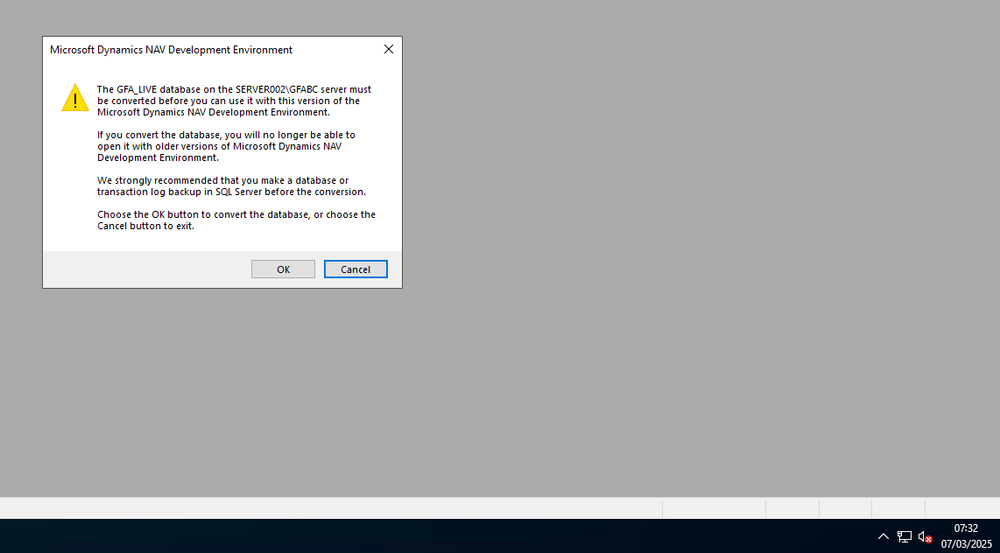 Microsoft Dynamics NAV Development Environment
The GFA_LIVE database on the SERVER002\GFABC server must
be converted before you can use it with this version of the
Microsoft Dynamics NAV Development Environment.
If you convert the database, you will no longer be able to
open it with older versions of Microsoft Dynamics NAV
Development Environment.
We strongly recommended that you make a database or
transaction log backup in SQL Server before the conversion.
Choose the OK button to convert the database, or choose the
Cancel button to exit.
OK
Cancel
07:32
07/03/2025